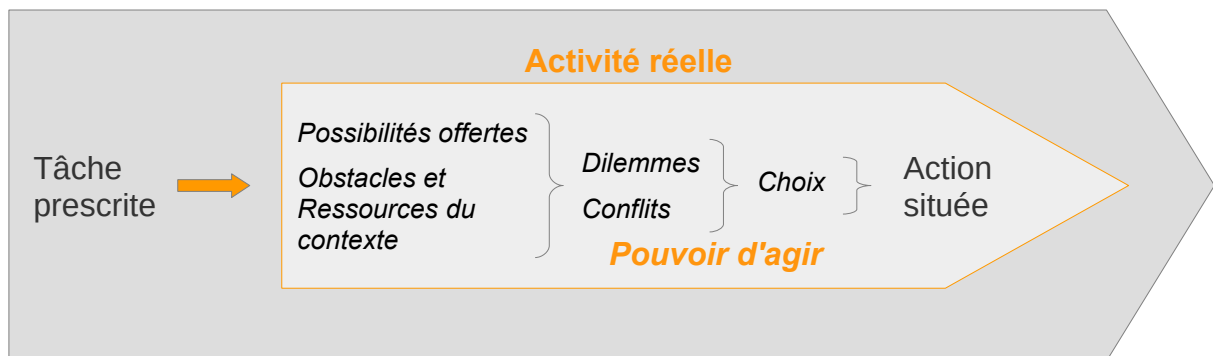 Activité réelle
Tâche
prescrite
Possibilités offertes
Obstacles et
Ressources du
contexte
Dilemmes
Conflits
Choix
Action
située
Pouvoir d'agir